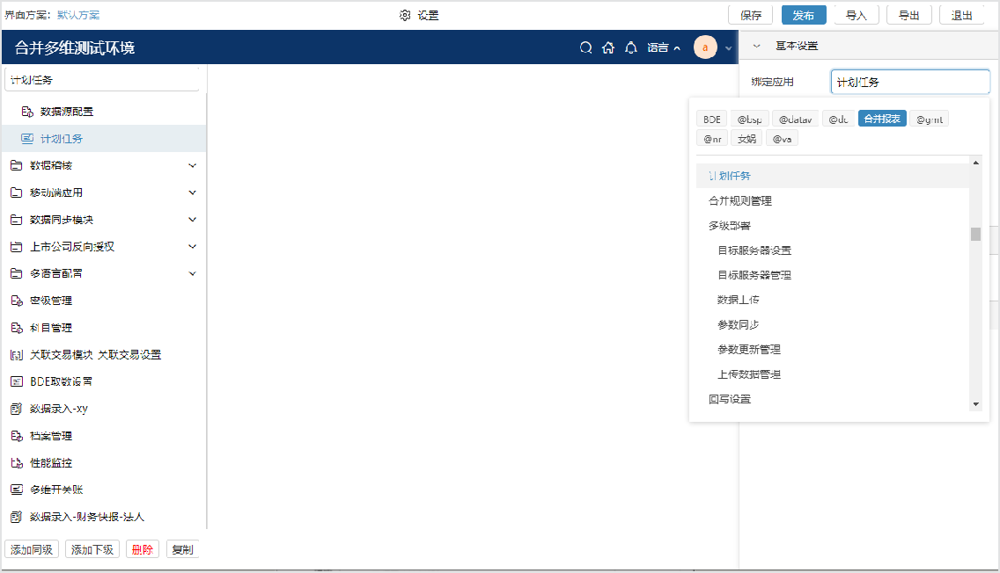 界面方案: 默认方案 设置 保存 发布 导入 导出 退出
合并多维测试环境 语言 a
基本设置
计划任务
绑定应用 计划任务
数据源配置
计划任务
数据稽核
移动端应用
数据同步模块
上市公司反向授权
多语言配置
密级管理
科目管理
关联交易模块-关联交易设置
BDE取数设置
数据录入-xy
档案管理
性能监控
多维开关账
数据录入-财务快报-法人
添加同级 添加下级 删除 复制
BDE @bsp @datav @dc 合并报表 @gmt
@nr 女娲 @va
计划任务
合并规则管理
多级部署
目标服务器设置
目标服务器管理
数据上传
参数同步
参数更新管理
上传数据管理
回写设置